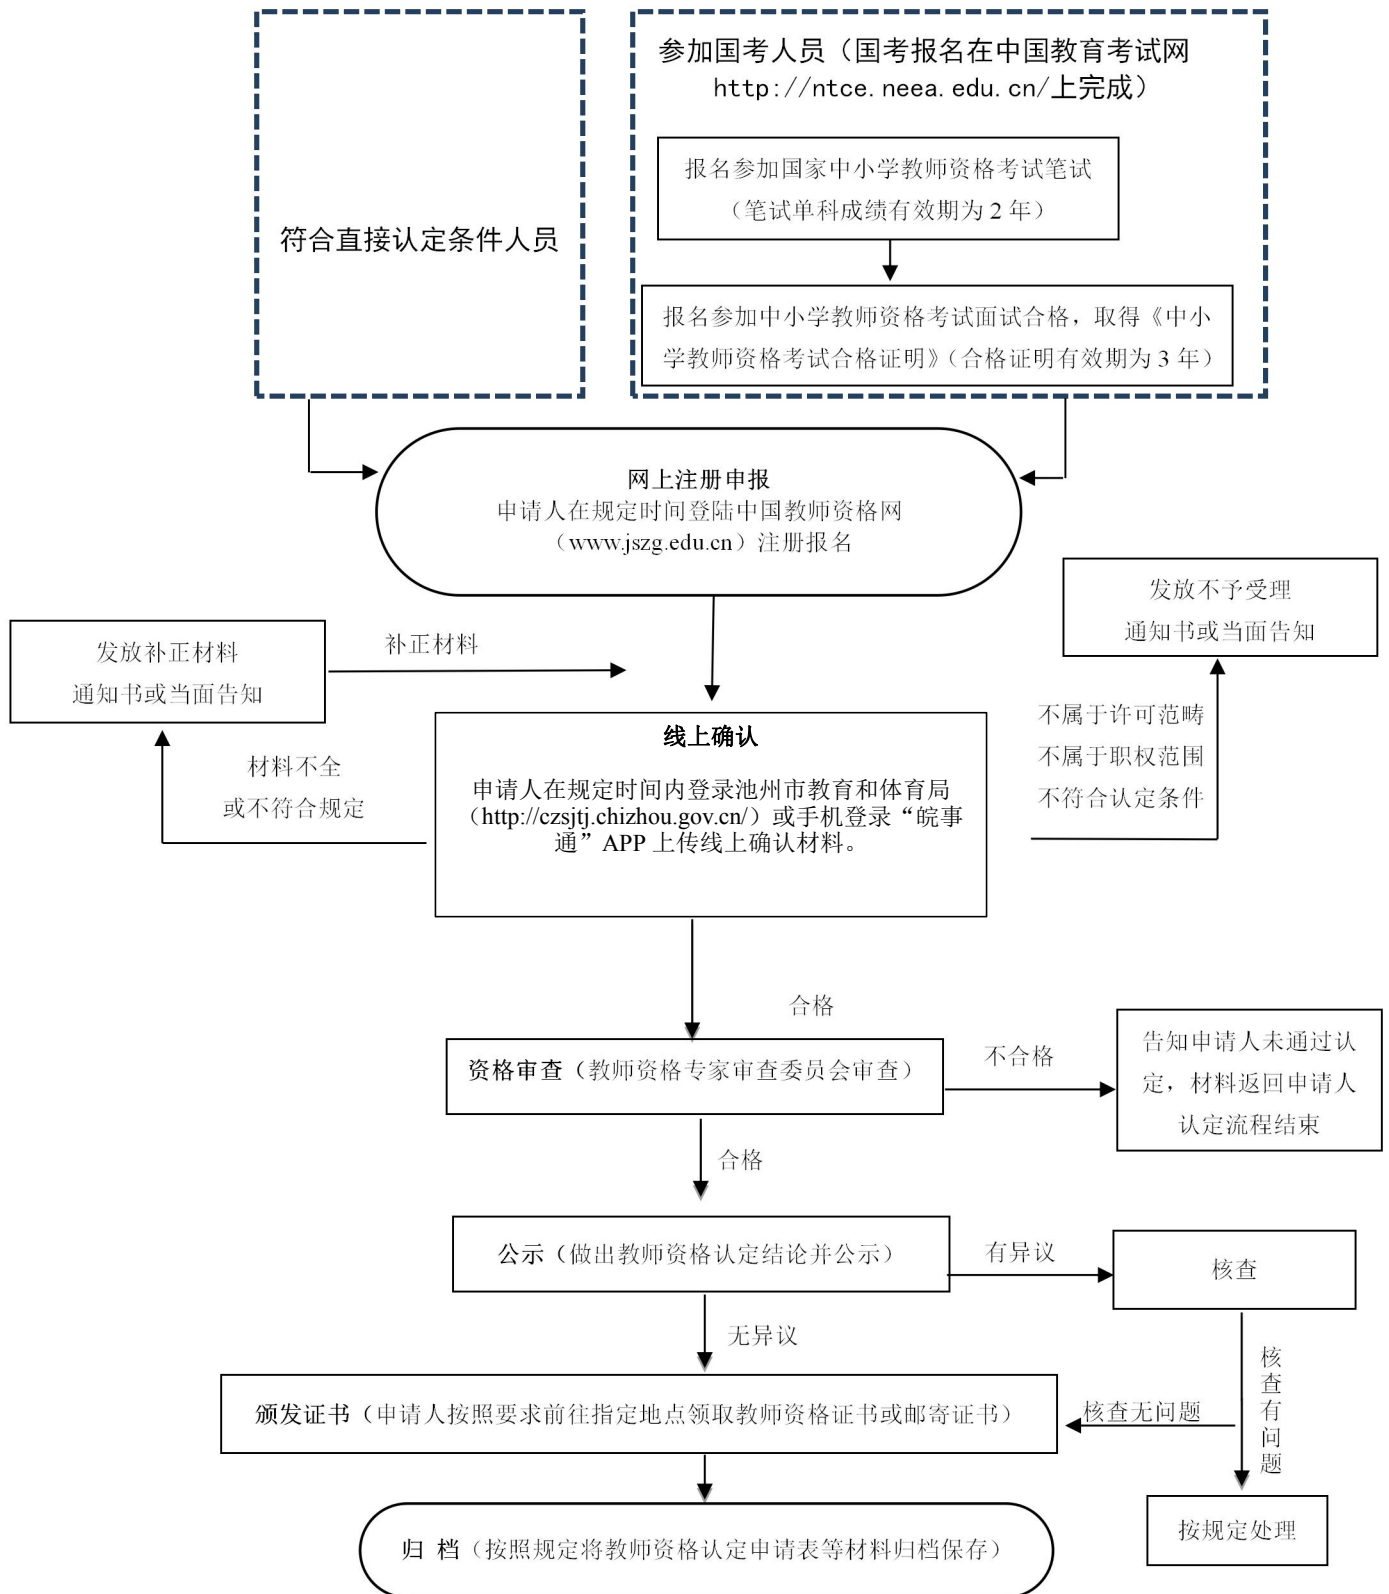 符合直接认定条件人员
参加国考人员（国考报名在中国教育考试网
http://ntce.neea.edu.cn/上完成）
报名参加国家中小学教师资格考试笔试
（笔试单科成绩有效期为 2 年）
报名参加中小学教师资格考试面试合格，取得《中小
学教师资格考试合格证明》（合格证明有效期为 3 年）
网上注册申报
申请人在规定时间登陆中国教师资格网
（www.jszg.edu.cn）注册报名
发放不予受理
通知书或当面告知
发放补正材料
通知书或当面告知
补正材料
材料不全
或不符合规定
线上确认
申请人在规定时间内登录池州市教育和体育局
（http://czsjtj.chizhou.gov.cn/）或手机登录“皖事
通”APP 上传线上确认材料。
不属于许可范畴
不属于职权范围
不符合认定条件
合格
资格审查（教师资格专家审查委员会审查）
不合格
告知申请人未通过认
定，材料返回申请人
认定流程结束
合格
公示（做出教师资格认定结论并公示）
有异议
核查
无异议
颁发证书（申请人按照要求前往指定地点领取教师资格证书或邮寄证书）
核查无问题
核
查
有
问
题
按规定处理
归 档（按照规定将教师资格认定申请表等材料归档保存）